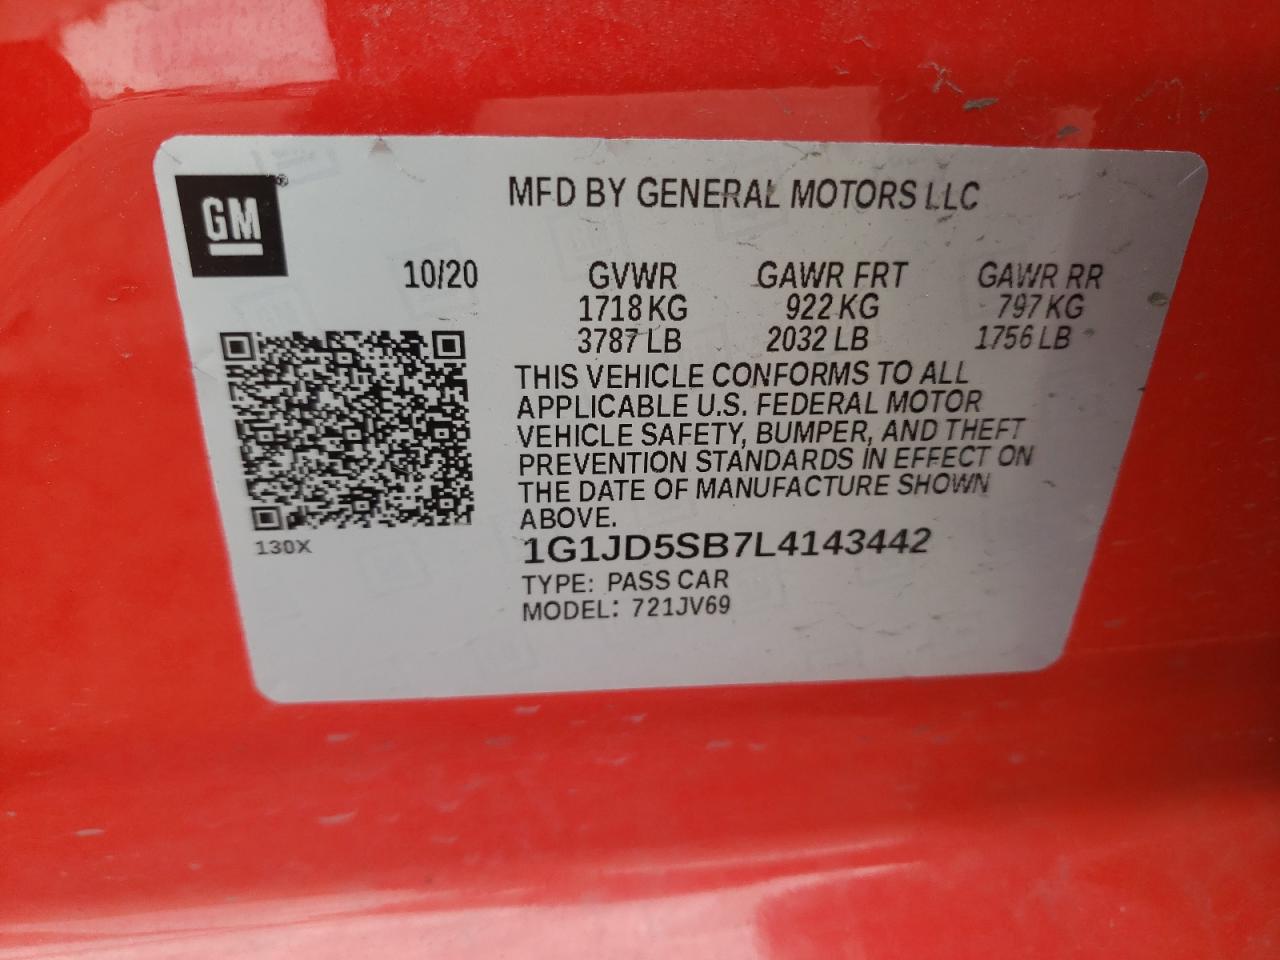 GM®
MFD BY GENERAL MOTORS LLC
10/20 GVWR GAWR FRT GAWR RR
1718 KG 922 KG 797 KG
3787 LB 2032 LB 1756 LB
THIS VEHICLE CONFORMS TO ALL
APPLICABLE U.S. FEDERAL MOTOR
VEHICLE SAFETY, BUMPER, AND THEFT
PREVENTION STANDARDS IN EFFECT ON
THE DATE OF MANUFACTURE SHOWN
ABOVE.
130X
1G1JD5SB7L4143442
TYPE: PASS CAR
MODEL: 721JV69